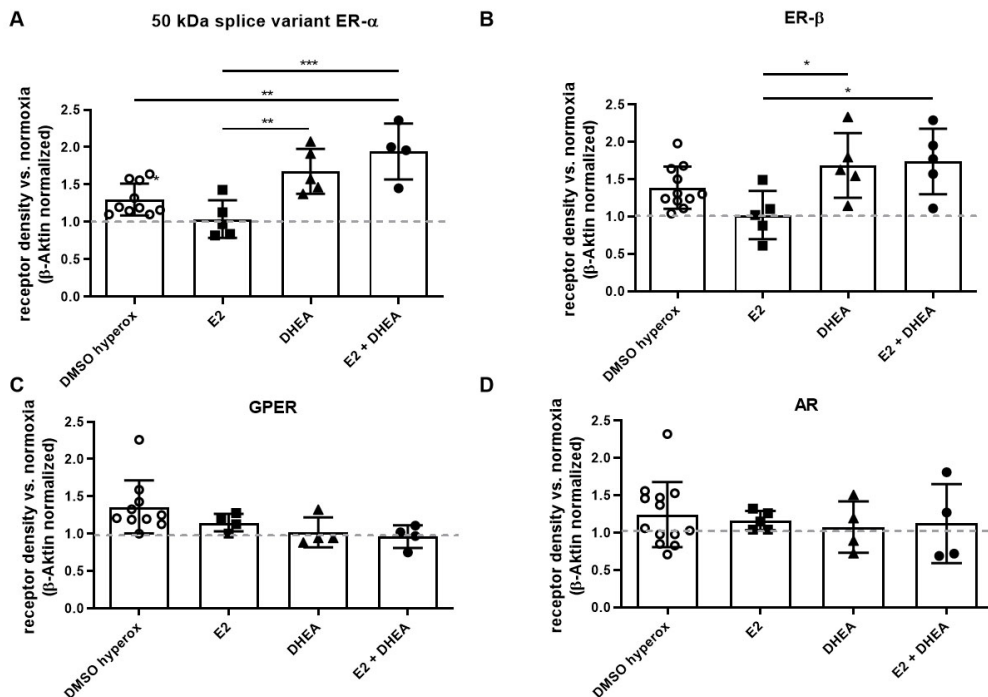 A
50 kDa splice variant ER-α
***
**
**
receptor density vs. normoxia
(β-Aktin normalized)
2.5
2.0
1.5
1.0
0.5
0.0
*
DMSO hyperox
E2
DHEA
E2 + DHEA
B
ER-β
*
*
receptor density vs. normoxia
(β-Aktin normalized)
2.5
2.0
1.5
1.0
0.5
0.0
DMSO hyperox
E2
DHEA
E2 + DHEA
C
GPER
receptor density vs. normoxia
(β-Aktin normalized)
2.5
2.0
1.5
1.0
0.5
0.0
DMSO hyperox
E2
DHEA
E2 + DHEA
D
AR
receptor density vs. normoxia
(β-Aktin normalized)
2.5
2.0
1.5
1.0
0.5
0.0
DMSO hyperox
E2
DHEA
E2 + DHEA